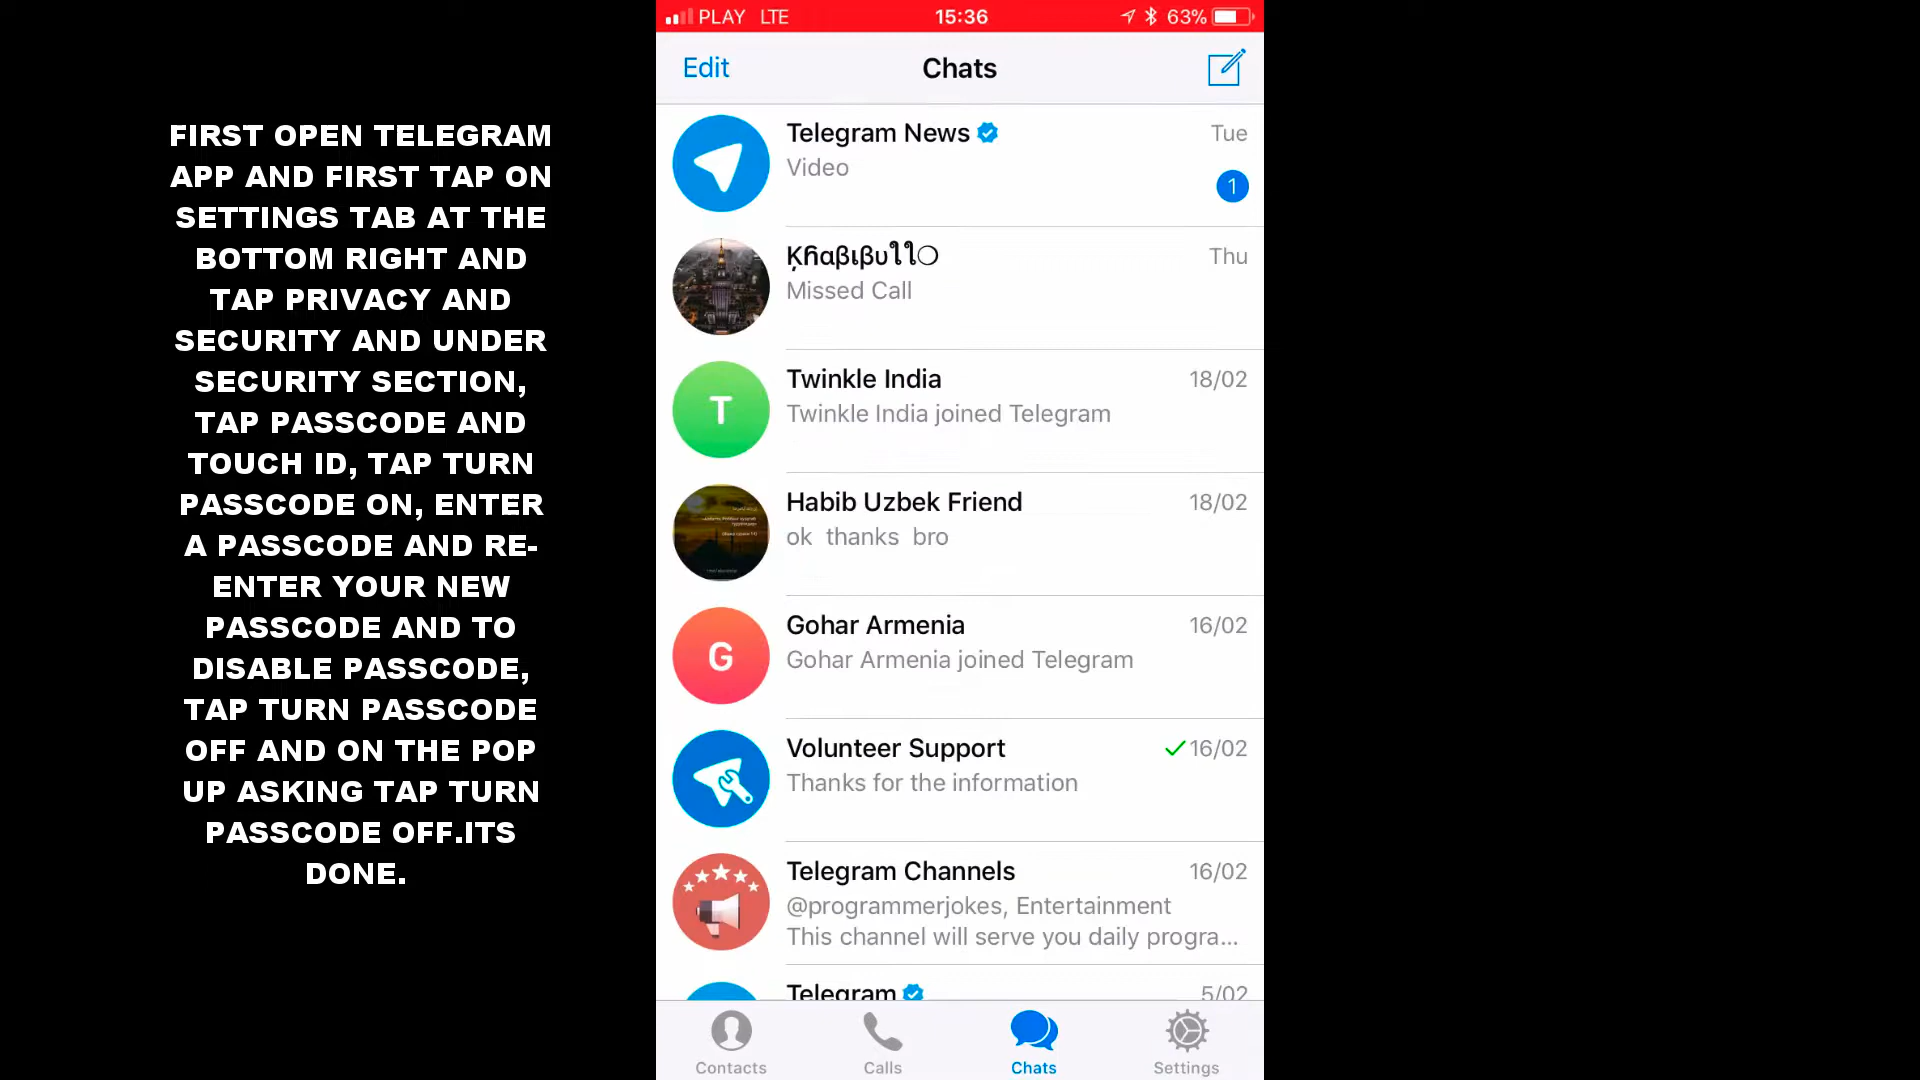 FIRST OPEN TELEGRAM
APP AND FIRST TAP ON
SETTINGS TAB AT THE
BOTTOM RIGHT AND
TAP PRIVACY AND
SECURITY AND UNDER
SECURITY SECTION,
TAP PASSCODE AND
TOUCH ID, TAP TURN
PASSCODE ON, ENTER
A PASSCODE AND RE-
ENTER YOUR NEW
PASSCODE AND TO
DISABLE PASSCODE,
TAP TURN PASSCODE
OFF AND ON THE POP
UP ASKING TAP TURN
PASSCODE OFF.ITS
DONE.
PLAY LTE 15:36 63%
Edit Chats
Telegram News Tue
Video
1
Thu
Missed Call
T
Twinkle India 18/02
Twinkle India joined Telegram
Habib Uzbek Friend 18/02
ok thanks bro
G
Gohar Armenia 16/02
Gohar Armenia joined Telegram
Volunteer Support 16/02
Thanks for the information
Telegram Channels 16/02
@programmerjokes, Entertainment
This channel will serve you daily progra...
Telegram 5/02
Contacts Calls Chats Settings